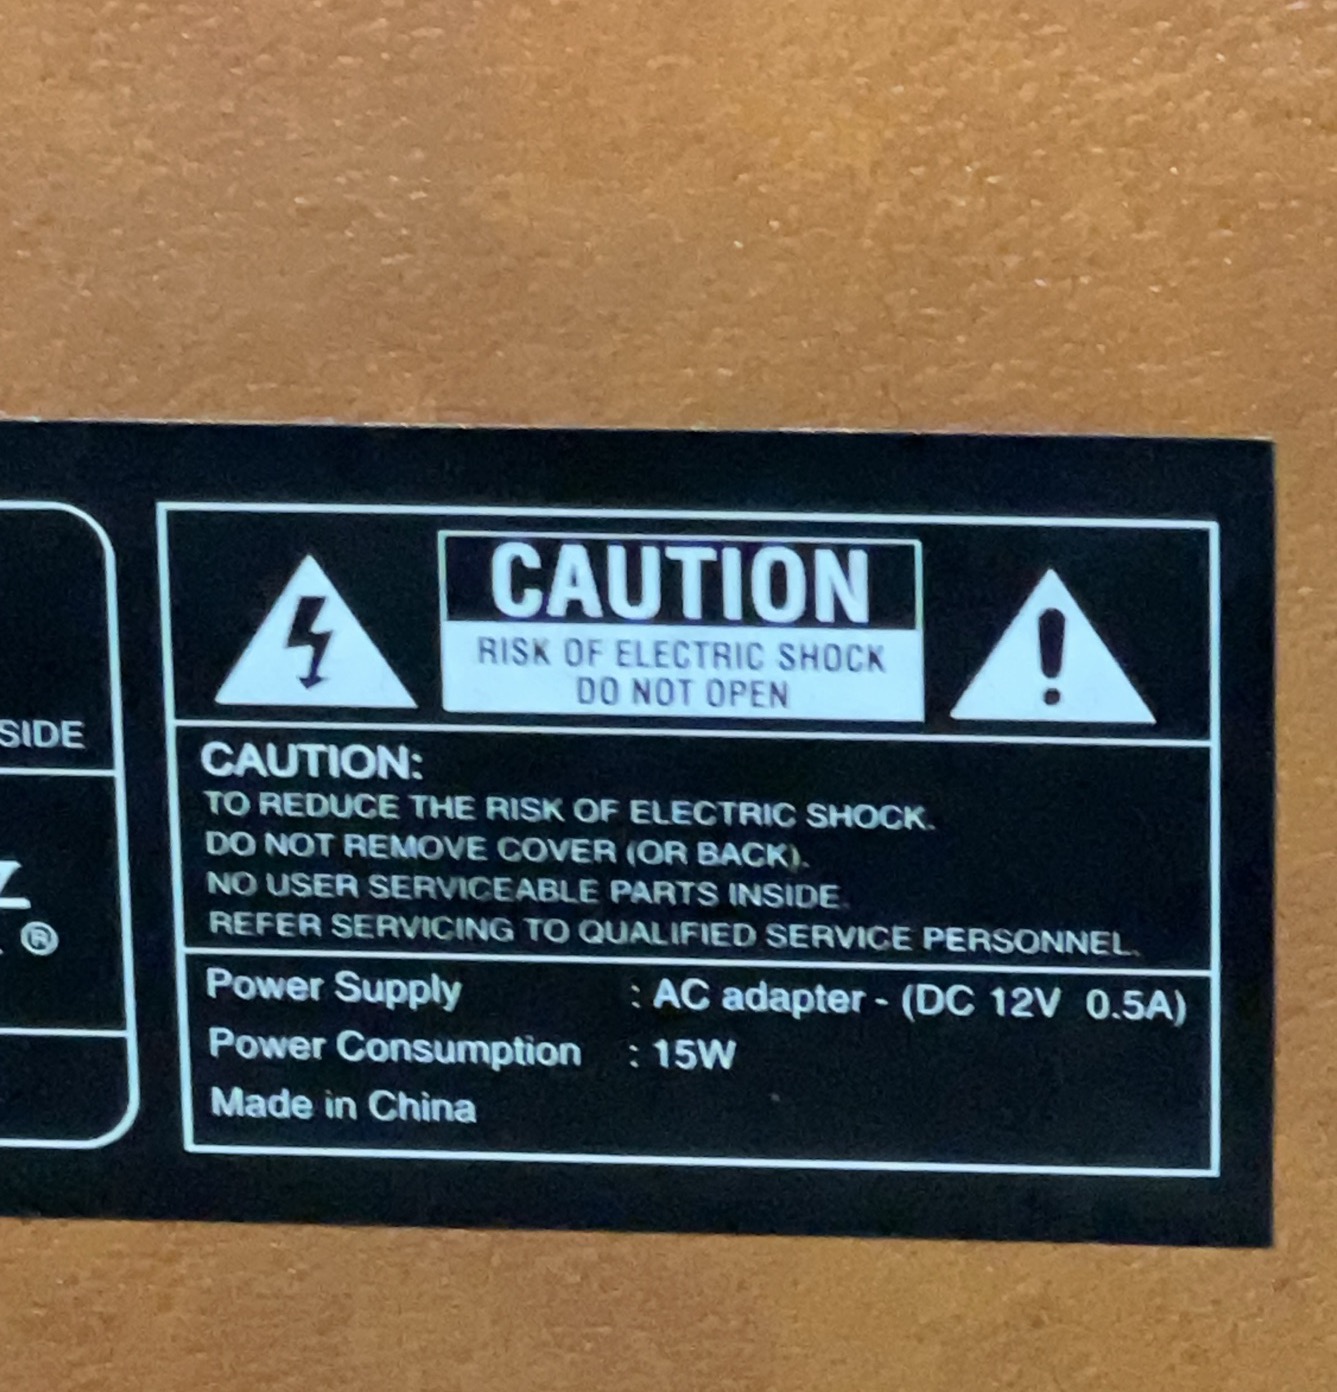 SIDE
®
CAUTION
RISK OF ELECTRIC SHOCK
DO NOT OPEN
CAUTION:
TO REDUCE THE RISK OF ELECTRIC SHOCK.
DO NOT REMOVE COVER (OR BACK).
NO USER SERVICEABLE PARTS INSIDE.
REFER SERVICING TO QUALIFIED SERVICE PERSONNEL.
Power Supply : AC adapter - (DC 12V 0.5A)
Power Consumption : 15W
Made in China